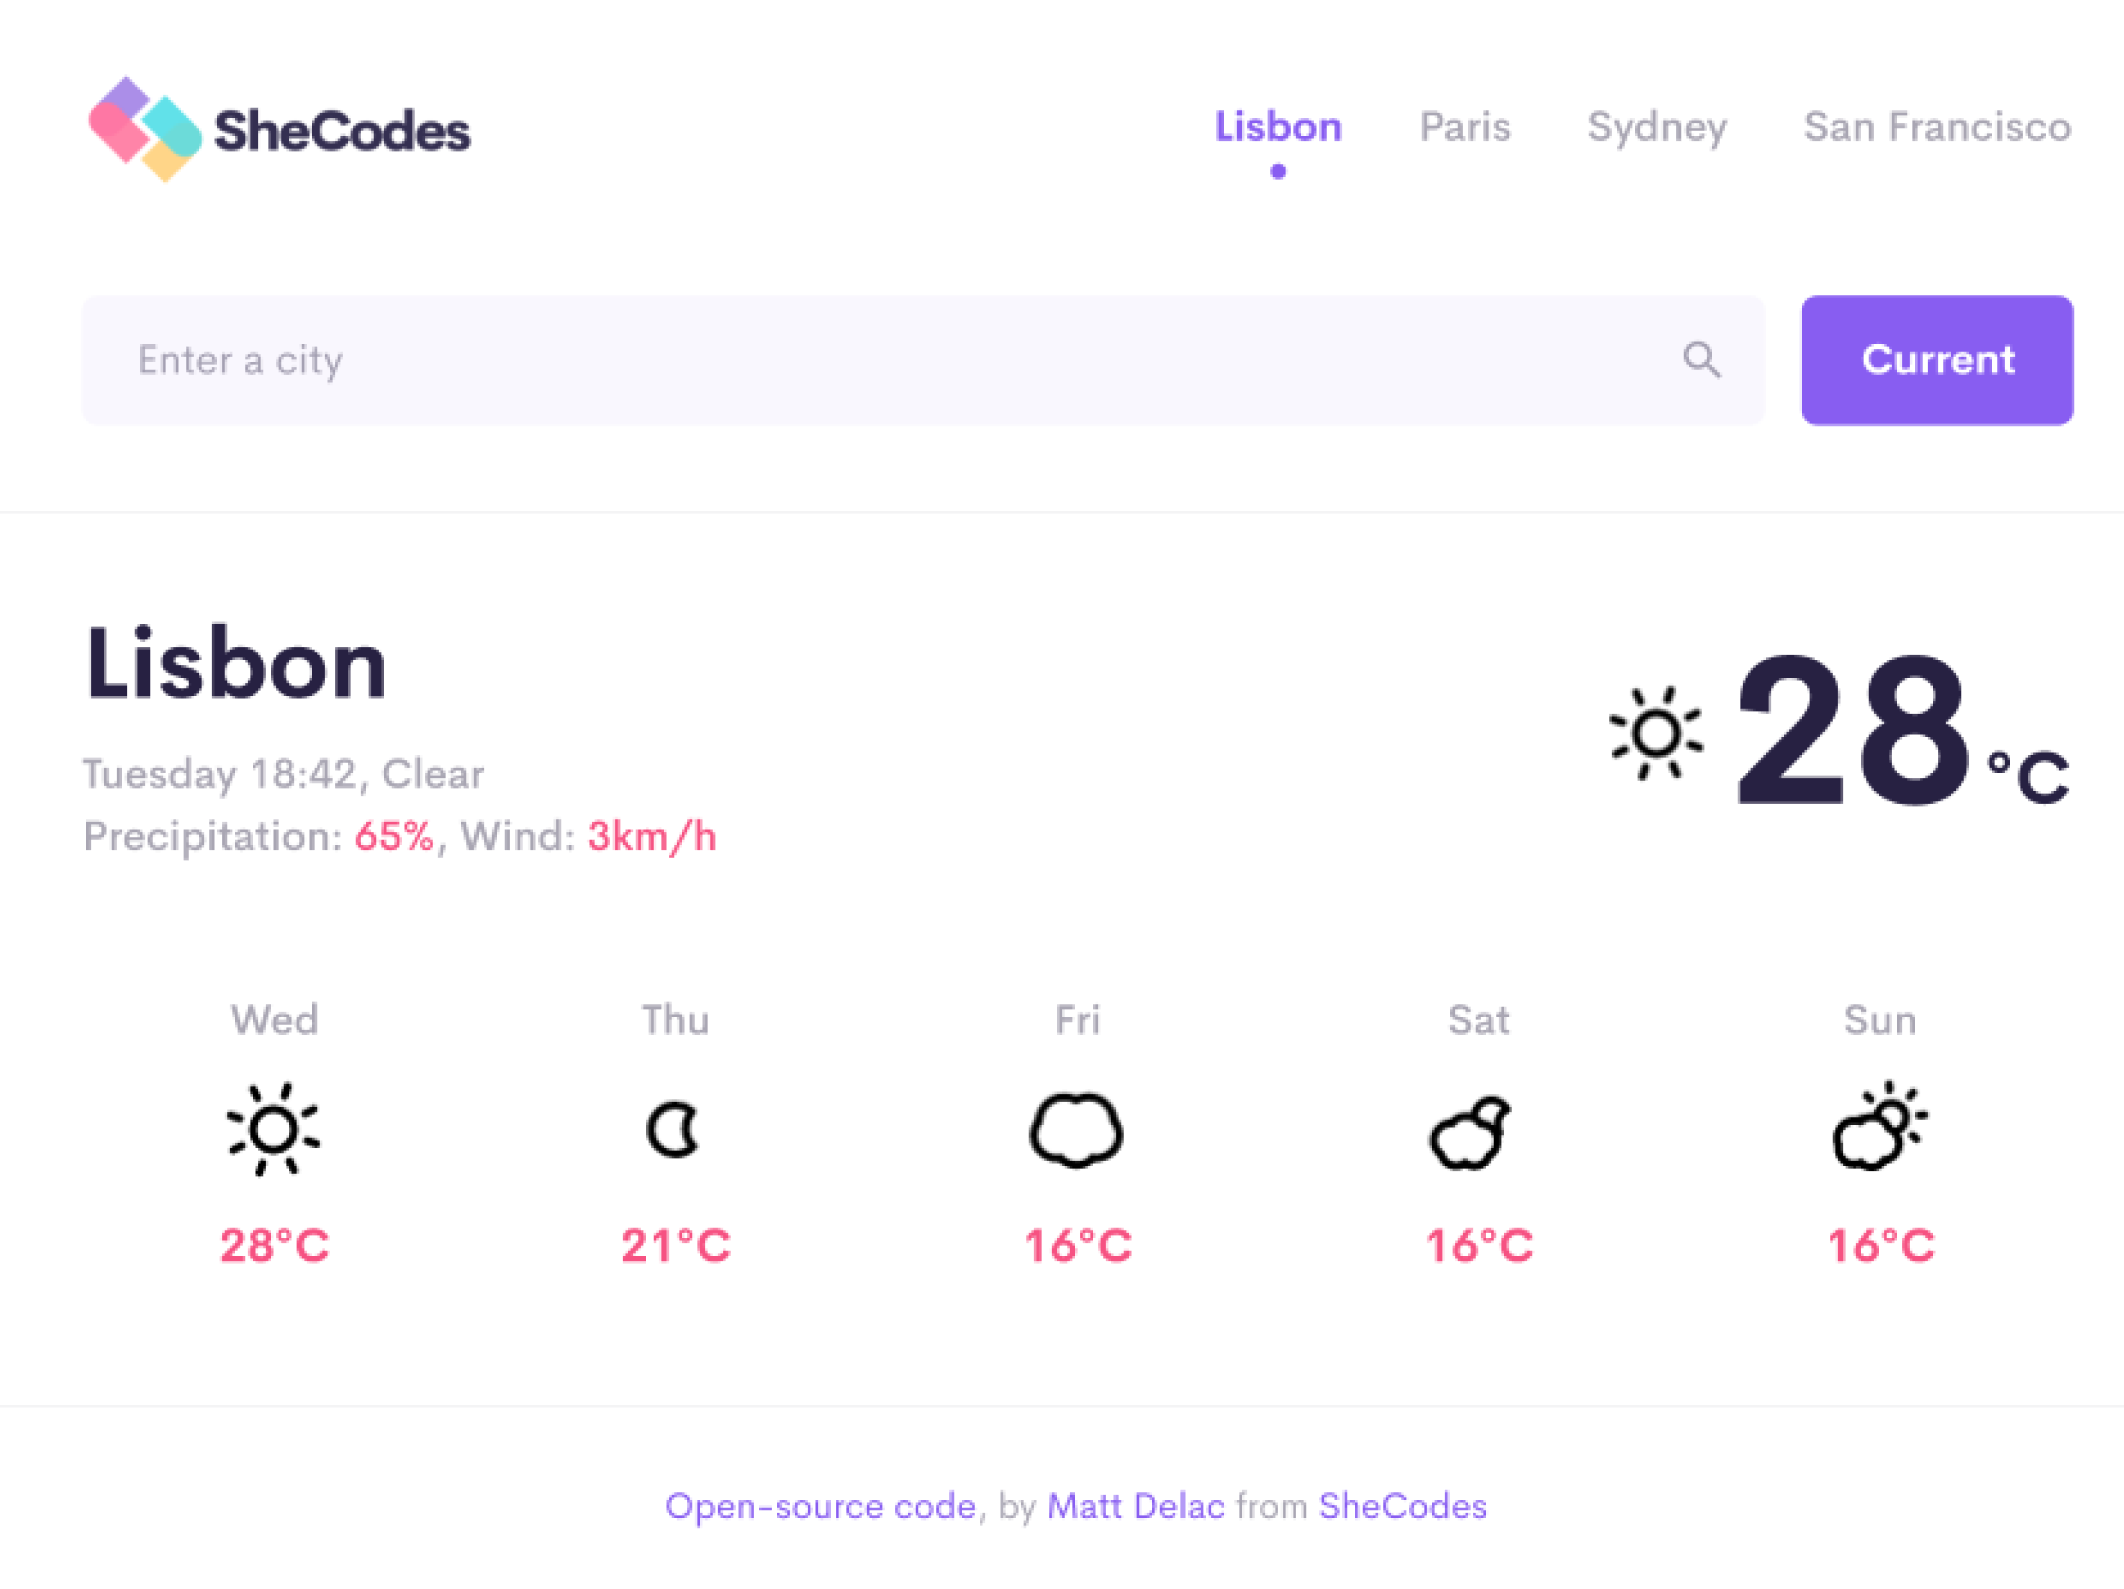 SheCodes
Lisbon Paris Sydney San Francisco
Enter a city
Current
Lisbon
28°C
Tuesday 18:42, Clear
Precipitation: 65%, Wind: 3km/h
Wed Thu Fri Sat Sun
28°C 21°C 16°C 16°C 16°C
Open-source code, by Matt Delac from SheCodes